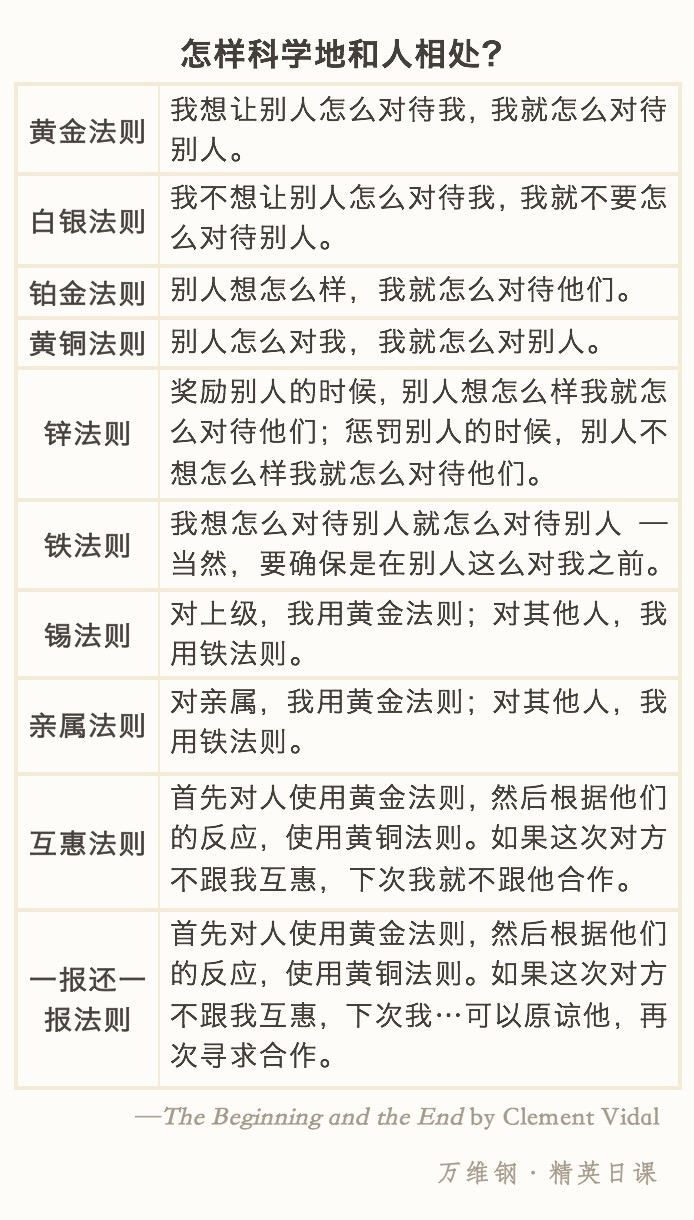 怎样科学地和人相处?
黄金法则
我想让别人怎么对待我, 我就怎么对待
别人。
白银法则
我不想让别人怎么对待我, 我就不要怎
么对待别人。
铂金法则
别人想怎么样, 我就怎么对待他们。
黄铜法则
别人怎么对我, 我就怎么对别人。
锌法则
奖励别人的时候, 别人想怎么样我就怎
么对待他们; 惩罚别人的时候, 别人不
想怎么样我就怎么对待他们。
铁法则
我想怎么对待别人就怎么对待别人 —
当然, 要确保是在别人这么对我之前。
锡法则
对上级, 我用黄金法则; 对其他人, 我
用铁法则。
亲属法则
对亲属, 我用黄金法则; 对其他人, 我
用铁法则。
互惠法则
首先对人使用黄金法则, 然后根据他们
的反应, 使用黄铜法则。如果这次对方
不跟我互惠, 下次我就不跟他合作。
一报还一
报法则
首先对人使用黄金法则, 然后根据他们
的反应, 使用黄铜法则。如果这次对方
不跟我互惠, 下次我…可以原谅他, 再
次寻求合作。
—The Beginning and the End by Clement Vidal
万维钢·精英日课